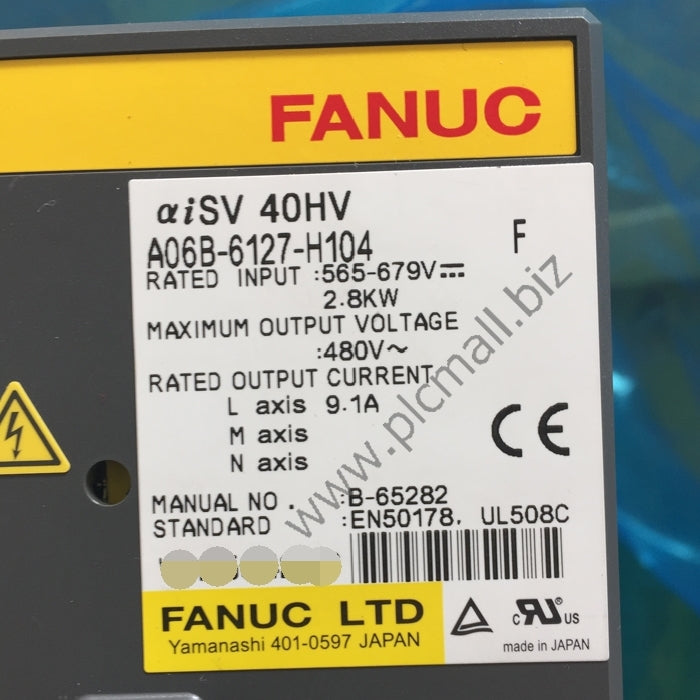 FANUC
αiSV 40HV
A06B-6127-H104 F
RATED INPUT :565-679V
2.8KW
MAXIMUM OUTPUT VOLTAGE
:480V~
RATED OUTPUT CURRENT
L axis 9.1A
M axis
N axis
MANUAL NO. :B-65282
STANDARD :EN50178, UL508C
CE
FANUC LTD
Yamanashi 401-0597 JAPAN
c RU US
made in JAPAN
www.plcmall.biz